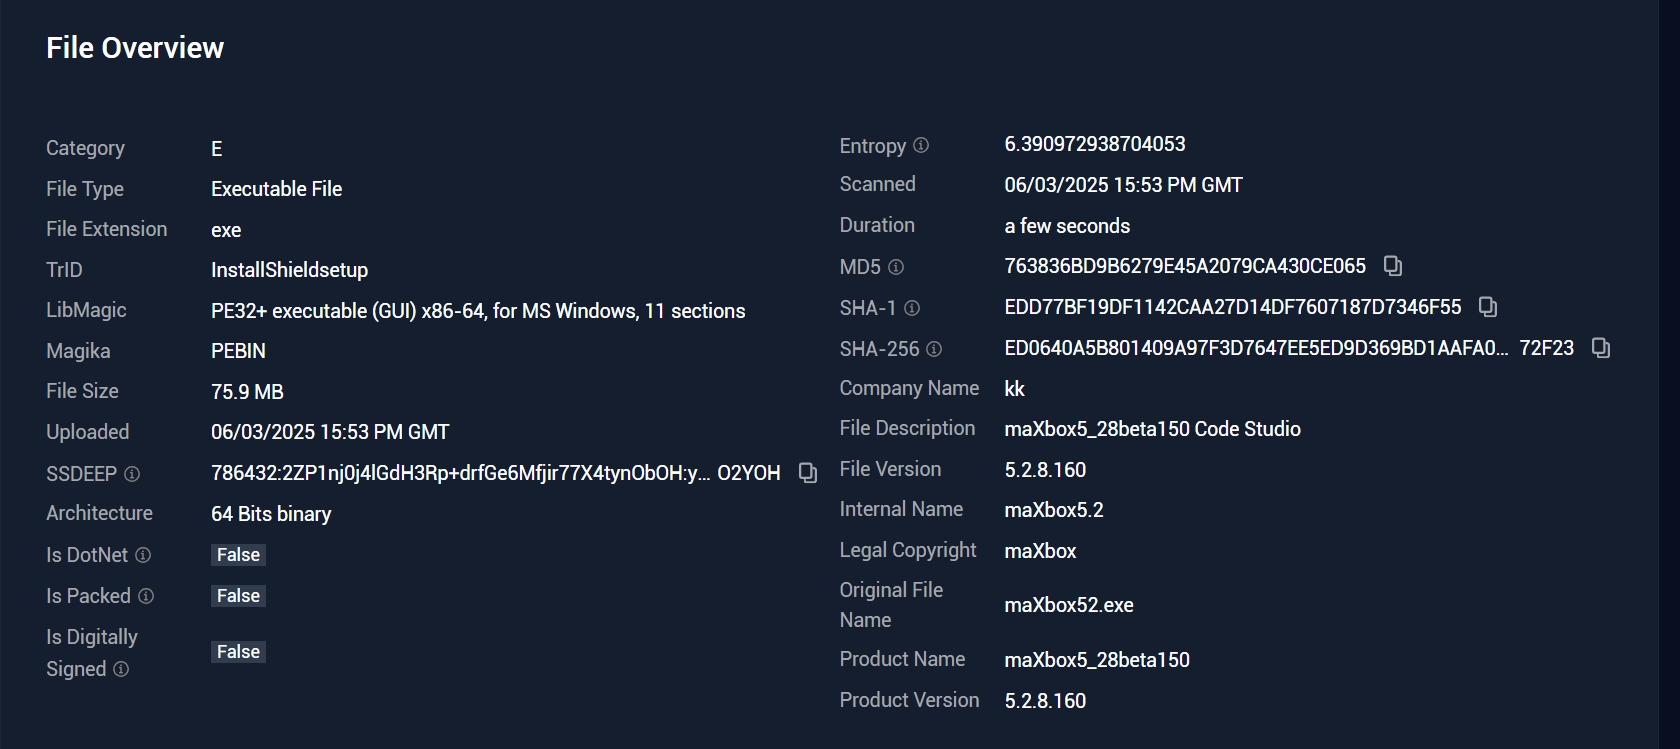 File Overview
Category E
File Type Executable File
File Extension exe
TrID InstallShieldsetup
LibMagic PE32+ executable (GUI) x86-64, for MS Windows, 11 sections
Magika PEBIN
File Size 75.9 MB
Uploaded 06/03/2025 15:53 PM GMT
SSDEEP 786432:2ZP1nj0j4lGdH3Rp+drfGe6Mfjir77X4tynObOH:y... O2YOH
Architecture 64 Bits binary
Is DotNet False
Is Packed False
Is Digitally
Signed False
Entropy 6.390972938704053
Scanned 06/03/2025 15:53 PM GMT
Duration a few seconds
MD5 763836BD9B6279E45A2079CA430CE065
SHA-1 EDD77BF19DF1142CAA27D14DF7607187D7346F55
SHA-256 ED0640A5B801409A97F3D7647EE5ED9D369BD1AAFA0... 72F23
Company Name kk
File Description maXbox5_28beta150 Code Studio
File Version 5.2.8.160
Internal Name maXbox5.2
Legal Copyright maXbox
Original File
Name maXbox52.exe
Product Name maXbox5_28beta150
Product Version 5.2.8.160